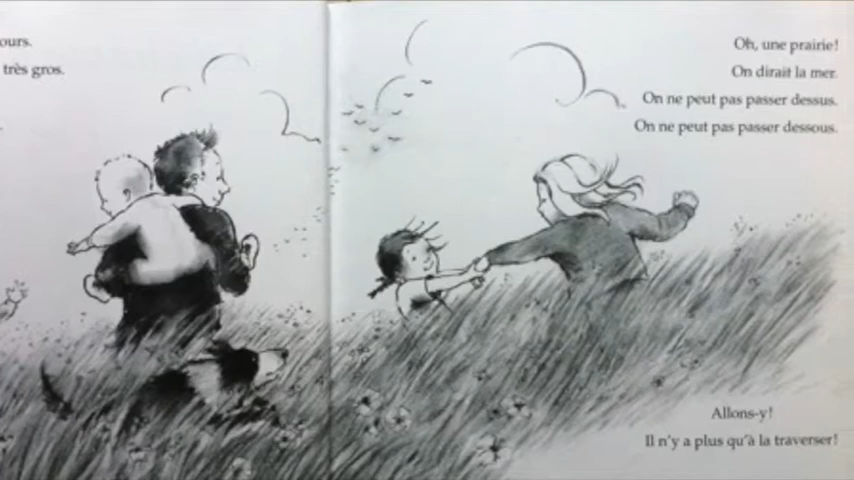 ours.
très gros.
Oh, une prairie!
On dirait la mer.
On ne peut pas passer dessus.
On ne peut pas passer dessous.
Allons-y!
Il n'y a plus qu'à la traverser!